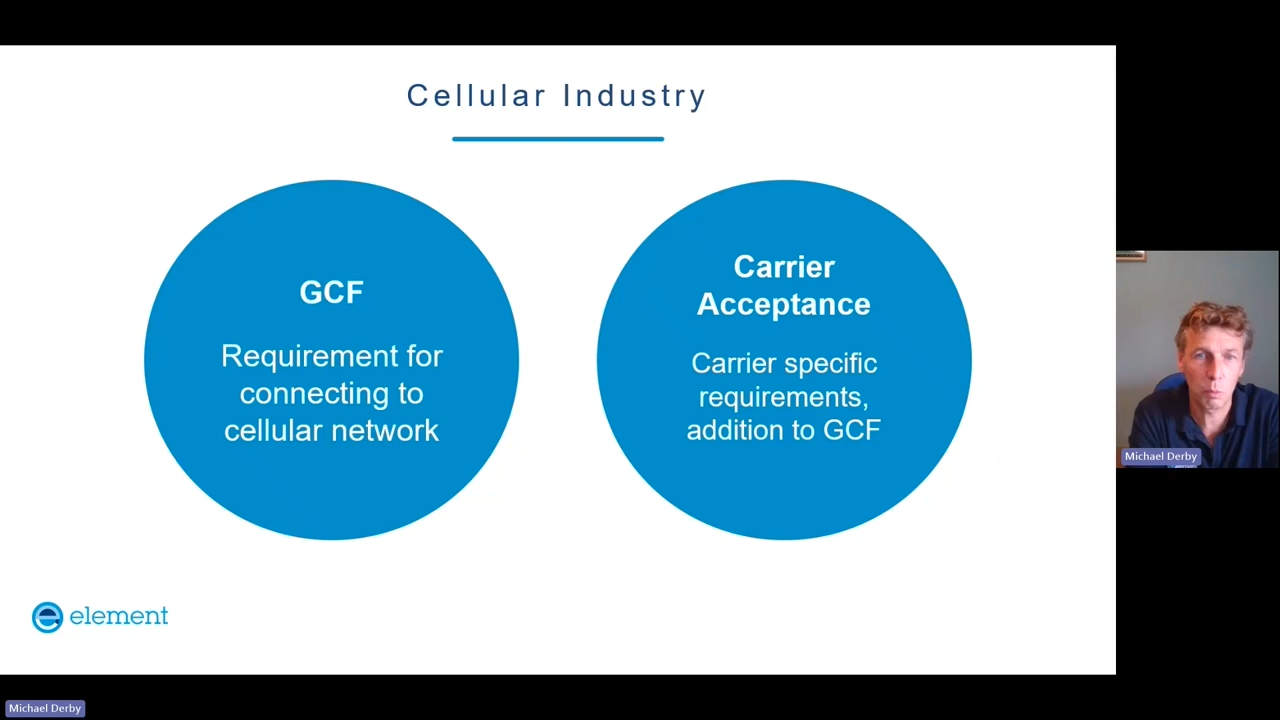 Cellular Industry
GCF
Requirement for
connecting to
cellular network
Carrier
Acceptance
Carrier specific
requirements,
addition to GCF
element
Michael Derby
Michael Derby